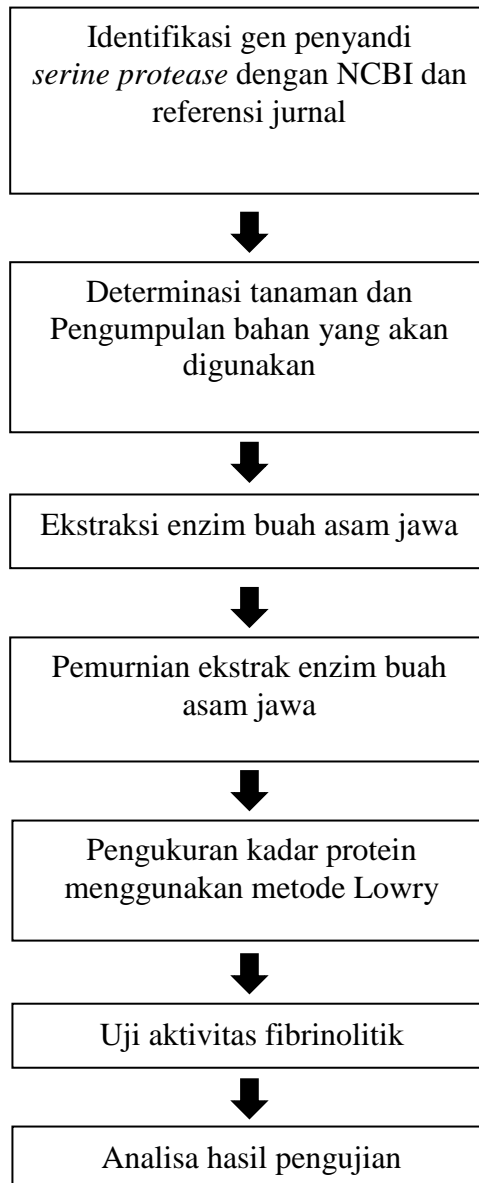 Identifikasi gen penyandi
serine protease dengan NCBI dan
referensi jurnal
Determinasi tanaman dan
Pengumpulan bahan yang akan
digunakan
Ekstraksi enzim buah asam jawa
Pemurnian ekstrak enzim buah
asam jawa
Pengukuran kadar protein
menggunakan metode Lowry
Uji aktivitas fibrinolitik
Analisa hasil pengujian